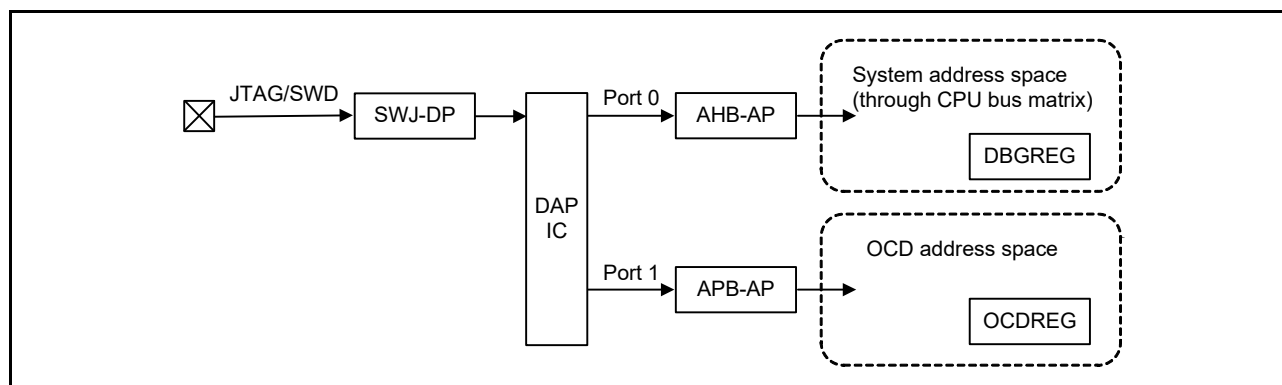 JTAG/SWD
SWJ-DP
DAP
IC
Port 0
AHB-AP
System address space
(through CPU bus matrix)
DBGREG
Port 1
APB-AP
OCD address space
OCDREG